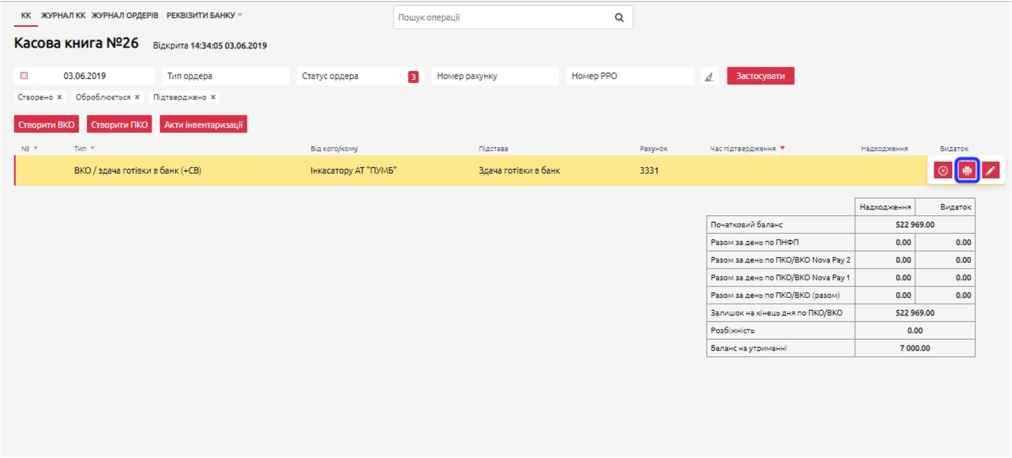 КК ЖУРНАЛ КК ЖУРНАЛ ОРДЕРІВ РЕКВІЗИТИ БАНКУ
Пошук операції
Касова книга №26 Відкрита 14:34:05 03.06.2019
03.06.2019 Тип ордера Статус ордера 3 Номер рахунку Номер РРО Застосувати
Створено × Оброблюється × Підтверджено ×
Створити ВКО Створити ПКО Акти інвентаризації
№ Тип Від кого/кому Підстава Рахунок Час підтвердження Надходження Видаток
ВКО / здача готівки в банк (+СВ) Інкасатору АТ "ПУМБ" Здача готівки в банк 3331
Надходження Видаток
Початковий баланс 522 969.00
Разом за день по ПНФП 0.00 0.00
Разом за день по ПКО/ВКО Nova Pay 2 0.00 0.00
Разом за день по ПКО/ВКО Nova Pay 1 0.00 0.00
Разом за день по ПКО/ВКО (разом) 0.00 0.00
Залишок на кінець дня по ПКО/ВКО 522 969.00
Розбіжність 0.00
Баланс на утриманні 7 000.00